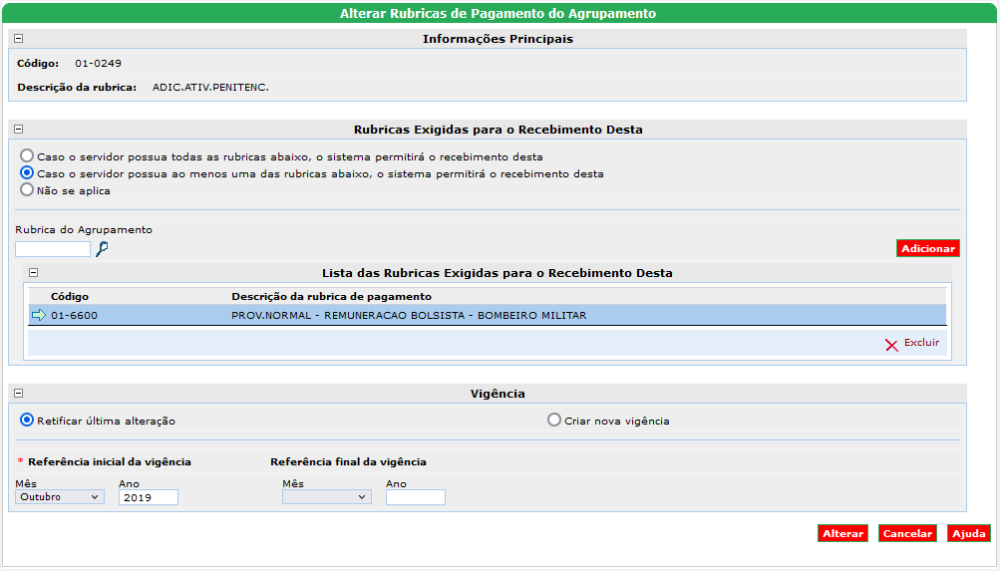 Alterar Rubricas de Pagamento do Agrupamento
Informações Principais
Código: 01-0249
Descrição da rubrica: ADIC.ATIV.PENITENC.
Rubricas Exigidas para o Recebimento Desta
Caso o servidor possua todas as rubricas abaixo, o sistema permitirá o recebimento desta
Caso o servidor possua ao menos uma das rubricas abaixo, o sistema permitirá o recebimento desta
Não se aplica
Rubrica do Agrupamento
Adicionar
Lista das Rubricas Exigidas para o Recebimento Desta
Código Descrição da rubrica de pagamento
01-6600 PROV.NORMAL - REMUNERACAO BOLSISTA - BOMBEIRO MILITAR
Excluir
Vigência
Retificar última alteração Criar nova vigência
* Referência inicial da vigência Referência final da vigência
Mês Ano Mês Ano
Outubro 2019
Alterar Cancelar Ajuda